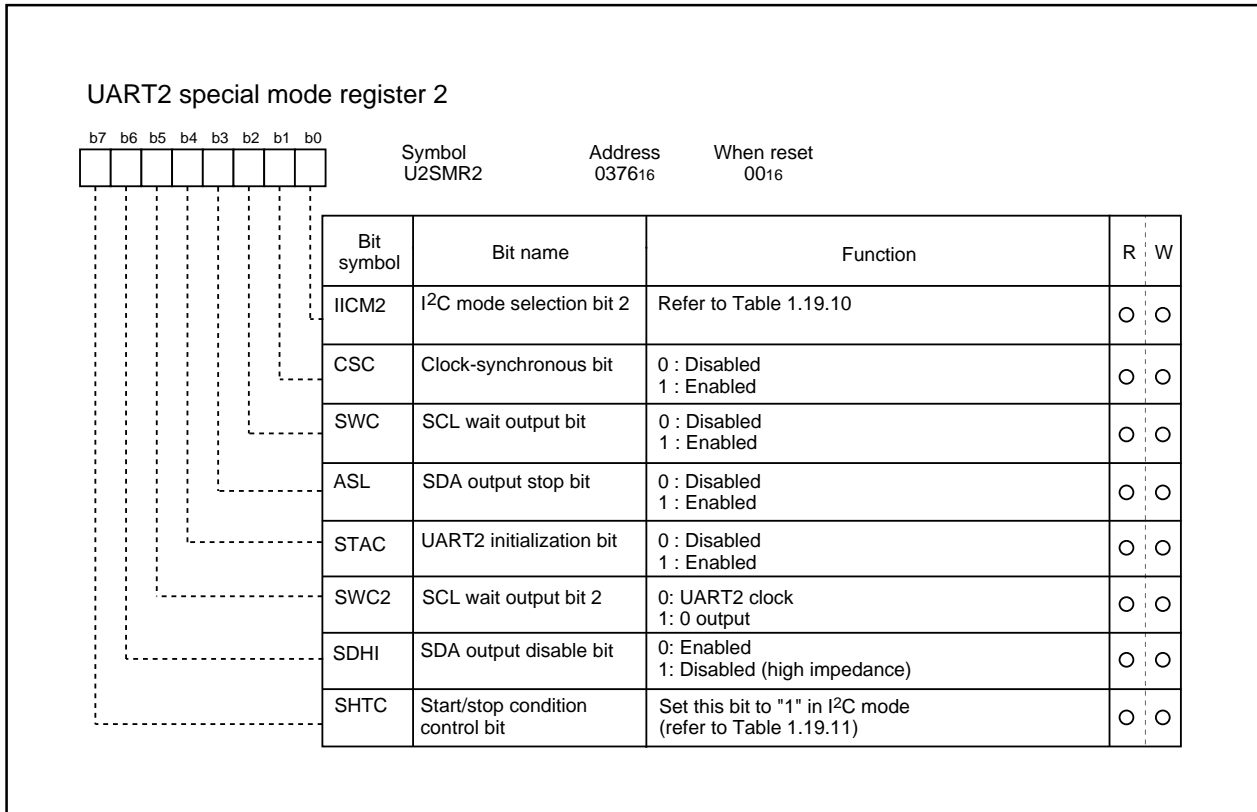 UART2 special mode register 2
b7 b6 b5 b4 b3 b2 b1 b0
Symbol Address When reset
U2SMR2 037616 0016
Bit symbol Bit name Function R W
IICM2 I2C mode selection bit 2 Refer to Table 1.19.10
CSC Clock-synchronous bit 0 : Disabled
1 : Enabled
SWC SCL wait output bit 0 : Disabled
1 : Enabled
ASL SDA output stop bit 0 : Disabled
1 : Enabled
STAC UART2 initialization bit 0 : Disabled
1 : Enabled
SWC2 SCL wait output bit 2 0: UART2 clock
1: 0 output
SDHI SDA output disable bit 0: Enabled
1: Disabled (high impedance)
SHTC Start/stop condition control bit Set this bit to "1" in I2C mode
(refer to Table 1.19.11)